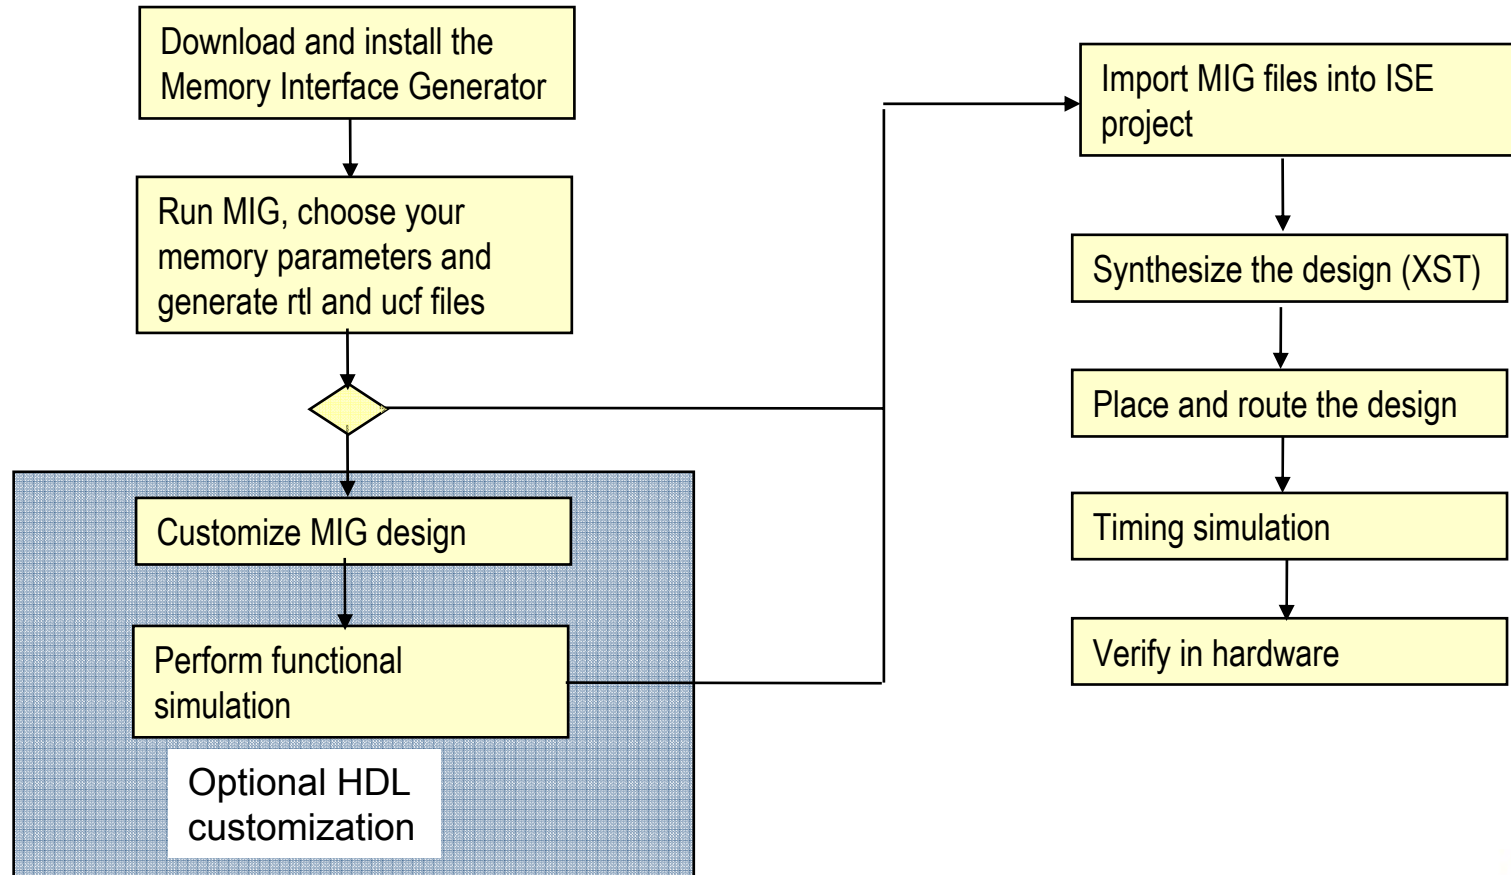 Download and install the
Memory Interface Generator
Run MIG, choose your
memory parameters and
generate rtl and ucf files
Customize MIG design
Perform functional
simulation
Optional HDL
customization
Import MIG files into ISE
project
Synthesize the design (XST)
Place and route the design
Timing simulation
Verify in hardware